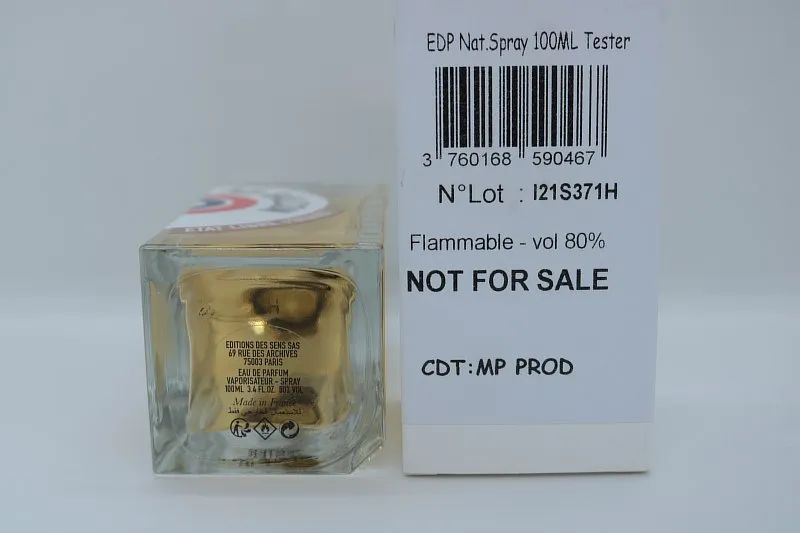 EDP Nat.Spray 100ML Tester
3 760168 590467
N°Lot : I21S371H
Flammable - vol 80%
NOT FOR SALE
CDT:MP PROD
ETAT LIBRE
EDITIONS DES SENS SAS
69 RUE DES ARCHIVES
75003 PARIS
EAU DE PARFUM
VAPORISATEUR - SPRAY
100ML 3.4 FL.OZ. 80% VOL
Made in France